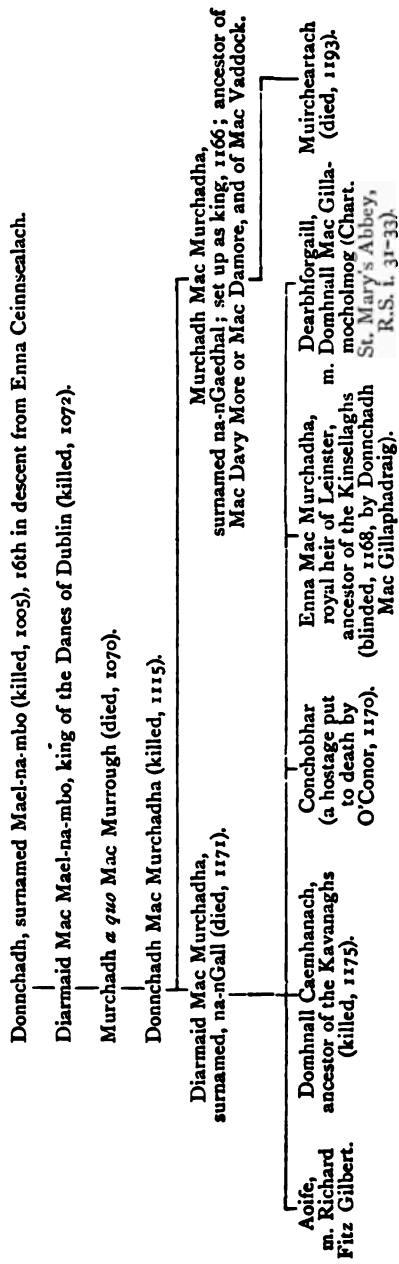 Donnchadh, surnamed Mael-na-mbo (killed, 1005), 16th in descent from Enna Ceinnsealach.
Diarmaid Mac Mael-na-mbo, king of the Danes of Dublin (killed, 1072).
Murchadh a quo Mac Murrough (died, 1070).
Donnchadh Mac Murchadha (killed, 1115).
Diarmaid Mac Murchadha,
surnamed, na-nGall (died, 1171).
Murchadh Mac Murchadha,
surnamed na-nGaedhal; set up as king, 1166; ancestor of
Mac Davy More or Mac Damore, and of Mac Vaddock.
Aoife,
m. Richard
Fitz Gilbert.
Domhnall Caemhanach,
ancestor of the Kavanaghs
(killed, 1175).
Conchobhar
(a hostage put
to death by
O'Conor, 1170).
Enna Mac Murchadha,
royal heir of Leinster,
ancestor of the Kinsellaghs
(blinded, 1168, by Donnchadh
Mac Gillaphadraig).
Dearbhforgaill,
m. Domhnall Mac Gilla-
mocholmog (Chart.
St. Mary's Abbey,
R.S. i. 31-33).
Muircheartach
(died, 1193).